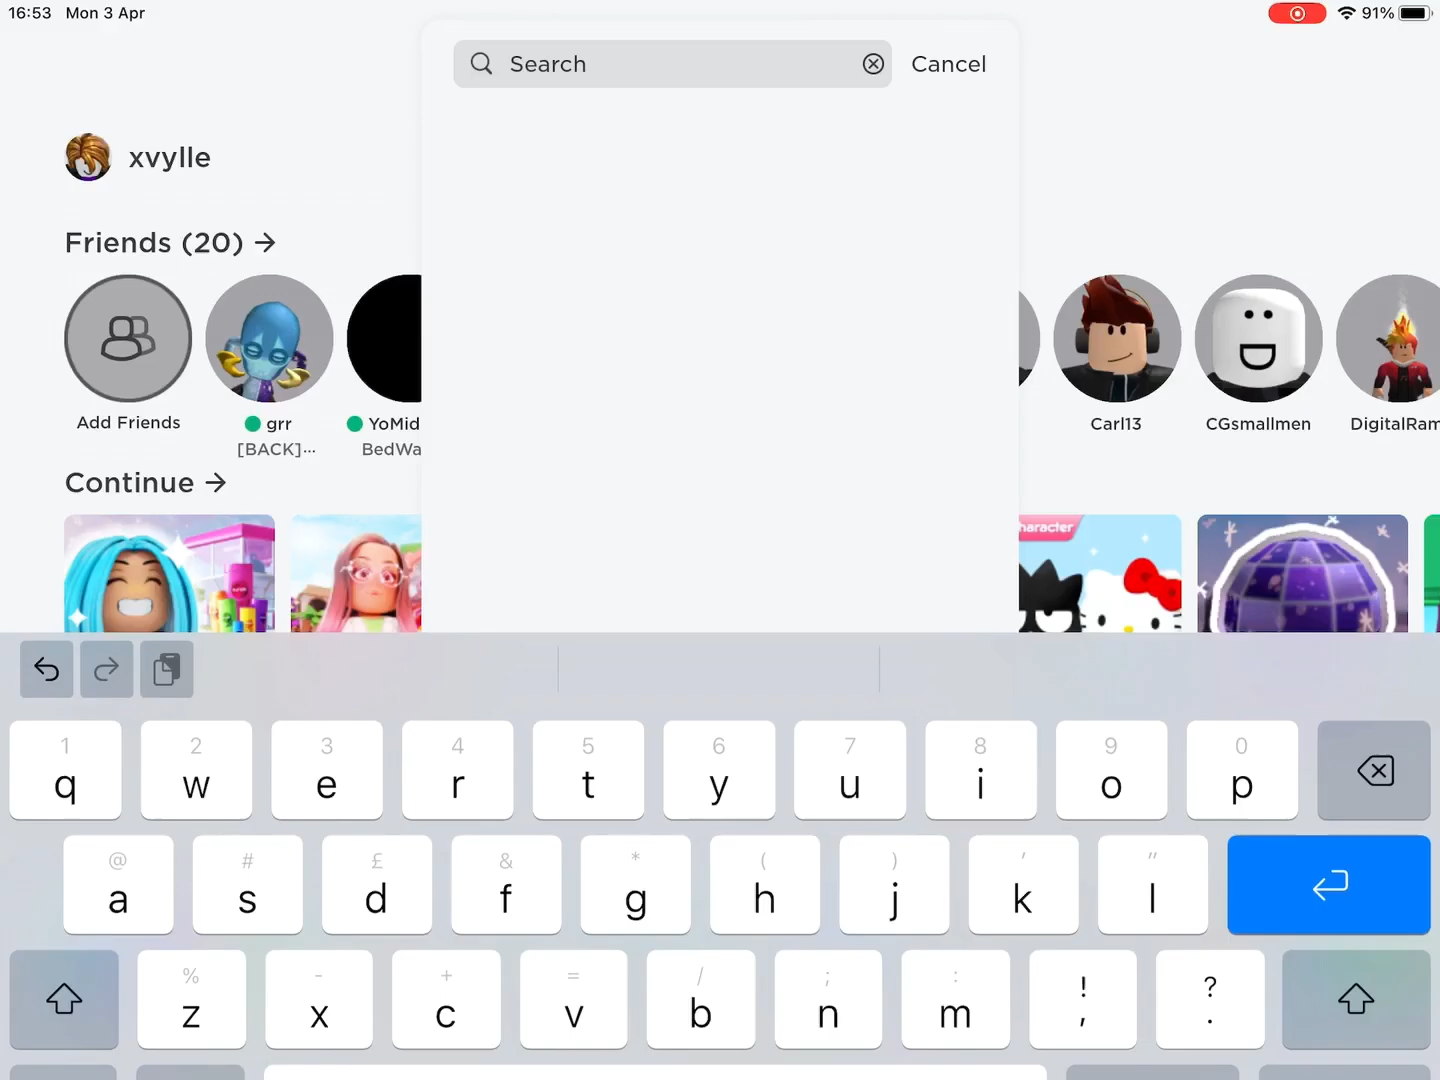 16:53 Mon 3 Apr 91%
Search Cancel
xvylle
Friends (20) →
Add Friends
grr
[BACK]...
YoMid
BedWa
Carl13
CGsmallmen
DigitalRam
Continue →
haracter
1 2 3 4 5 6 7 8 9 0
q w e r t y u i o p
@ # £ & * ( ) ' "
a s d f g h j k l
% - + = / ; : ! ?
z x c v b n m , .